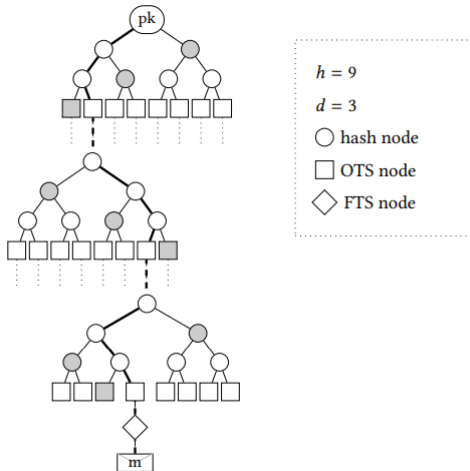 pk
h = 9
d = 3
hash node
OTS node
FTS node
m